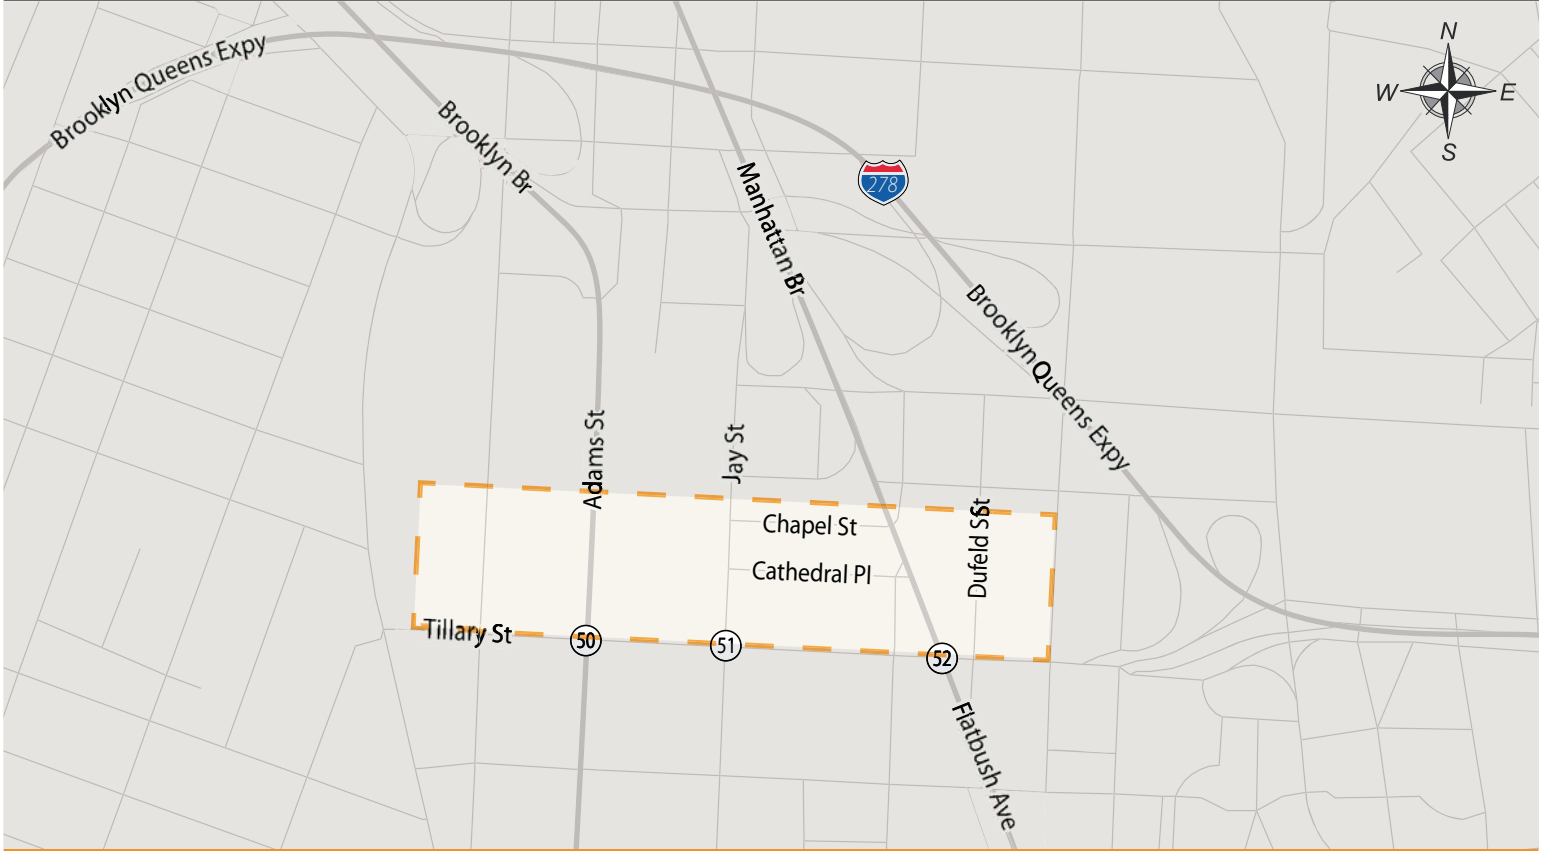 N
Brooklyn Queens Expy
W
E
Brooklyn Br
S
278
Manhattan Br
Brooklyn Queens Expy
Adams St
Jay St
Chapel St
Dufeld St
St
Cathedral Pl
Tillary St
50
51
52
Flatbush Ave